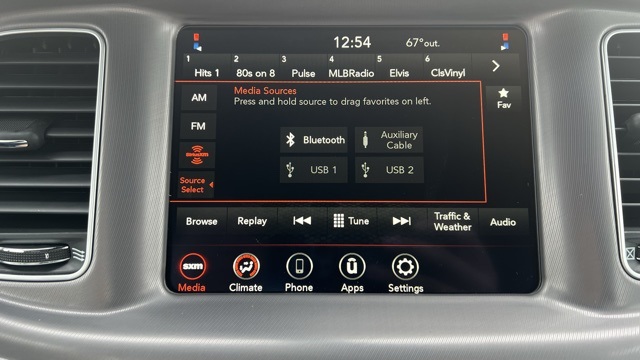 12:54 67°out.
1 2 3 4 5 6
Hits 1 80s on 8 Pulse MLBRadio Elvis ClsVinyl
AM
Media Sources
Press and hold source to drag favorites on left.
Fav
FM
Bluetooth
Auxiliary
Cable
SiriusXM
USB 1
USB 2
Source
Select
Browse Replay Tune Traffic &
Weather Audio
sxm
Media Climate Phone Apps Settings